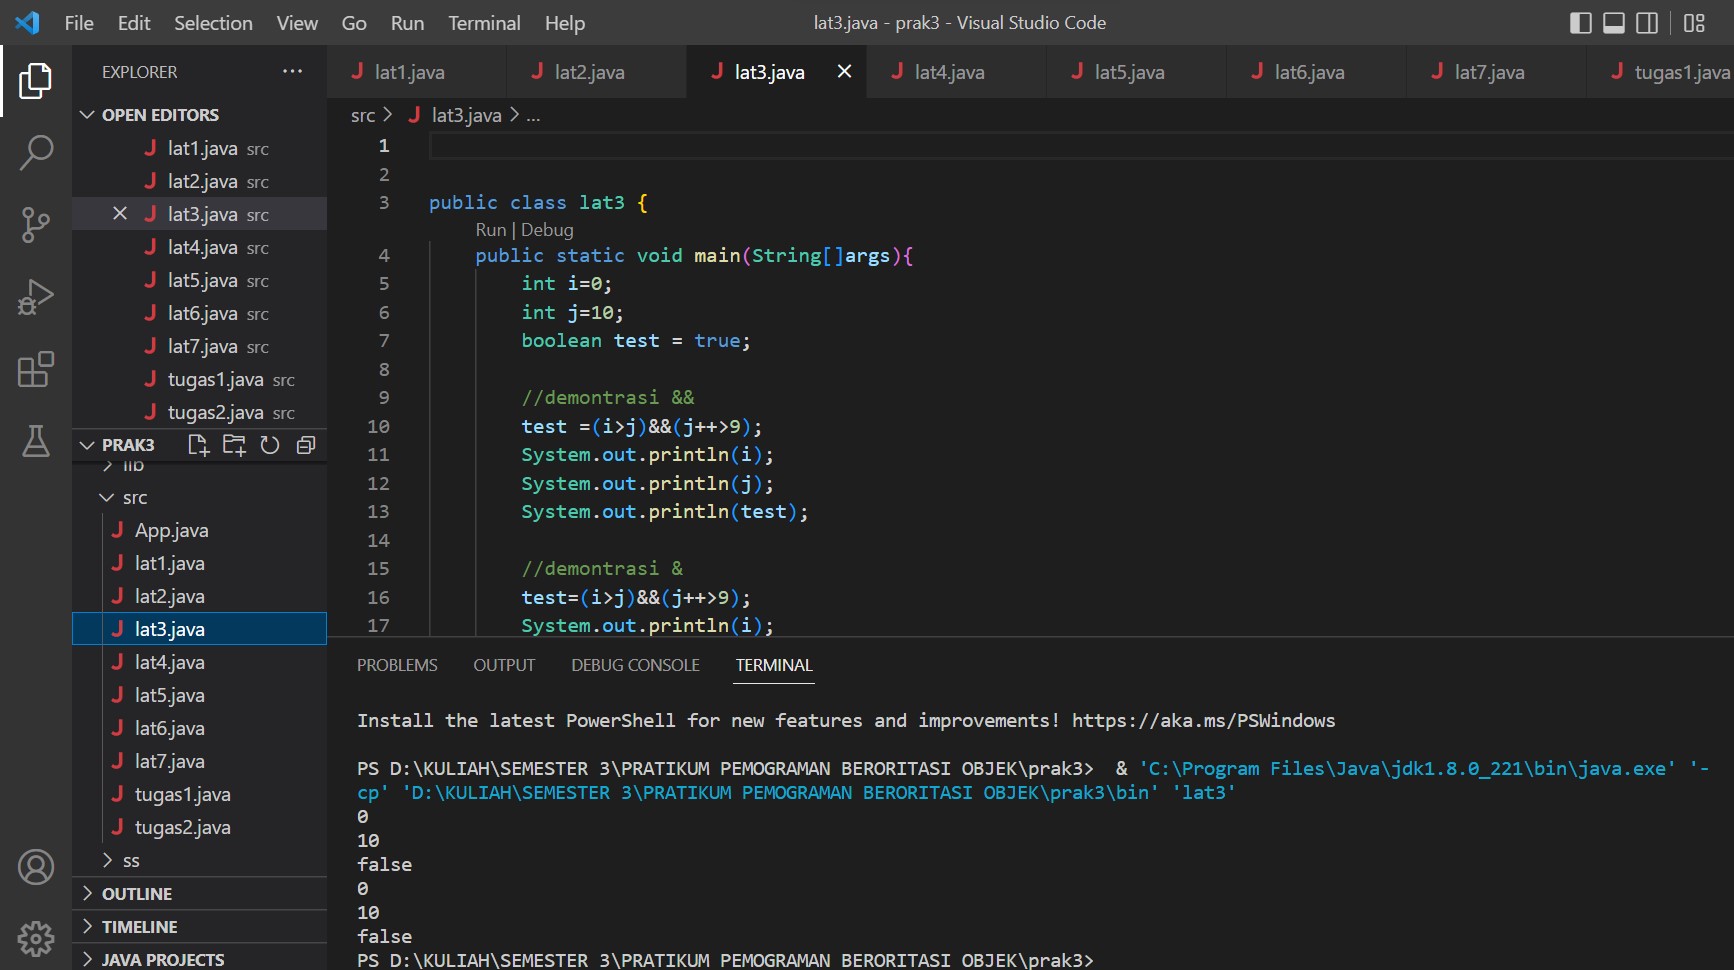 File Edit Selection View Go Run Terminal Help
lat3.java - prak3 - Visual Studio Code
EXPLORER
OPEN EDITORS
lat1.java src
lat2.java src
lat3.java src
lat4.java src
lat5.java src
lat6.java src
lat7.java src
tugas1.java src
tugas2.java src
PRAK3
lib
src
App.java
lat1.java
lat2.java
lat3.java
lat4.java
lat5.java
lat6.java
lat7.java
tugas1.java
tugas2.java
ss
OUTLINE
TIMELINE
JAVA PROJECTS
lat1.java lat2.java lat3.java lat4.java lat5.java lat6.java lat7.java tugas1.java
src > lat3.java > ...
1
2
3 public class lat3 {
Run | Debug
4 public static void main(String[]args){
5 int i=0;
6 int j=10;
7 boolean test = true;
8
9 //demontrasi &&
10 test =(i>j)&&(j++>9);
11 System.out.println(i);
12 System.out.println(j);
13 System.out.println(test);
14
15 //demontrasi &
16 test=(i>j)&&(j++>9);
17 System.out.println(i);
PROBLEMS OUTPUT DEBUG CONSOLE TERMINAL
Install the latest PowerShell for new features and improvements! https://aka.ms/PSWindows
PS D:\KULIAH\SEMESTER 3\PRATIKUM PEMOGRAMAN BERORITASI OBJEK\prak3> & 'C:\Program Files\Java\jdk1.8.0_221\bin\java.exe' '-
cp' 'D:\KULIAH\SEMESTER 3\PRATIKUM PEMOGRAMAN BERORITASI OBJEK\prak3\bin' 'lat3'
0
10
false
0
10
false
PS D:\KULIAH\SEMESTER 3\PRATIKUM PEMOGRAMAN BERORITASI OBJEK\prak3>